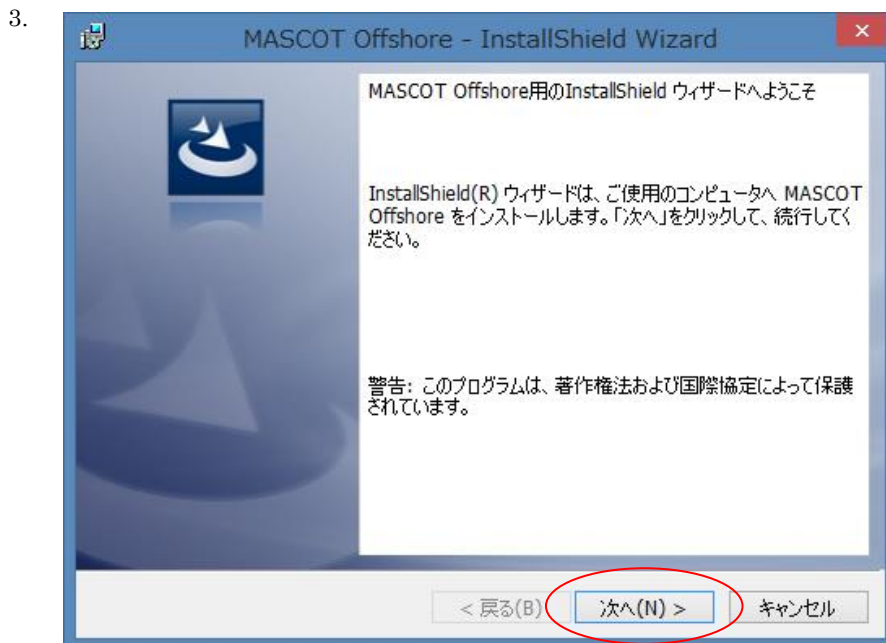 3.
MASCOT Offshore - InstallShield Wizard
MASCOT Offshore用のInstallShield ウィザードへようこそ
InstallShield(R) ウィザードは、ご使用のコンピュータへ MASCOT
Offshore をインストールします。「次へ」をクリックして、続行してく
ださい。
警告: このプログラムは、著作権法および国際協定によって保護
されています。
< 戻る(B)
次へ(N) >
キャンセル